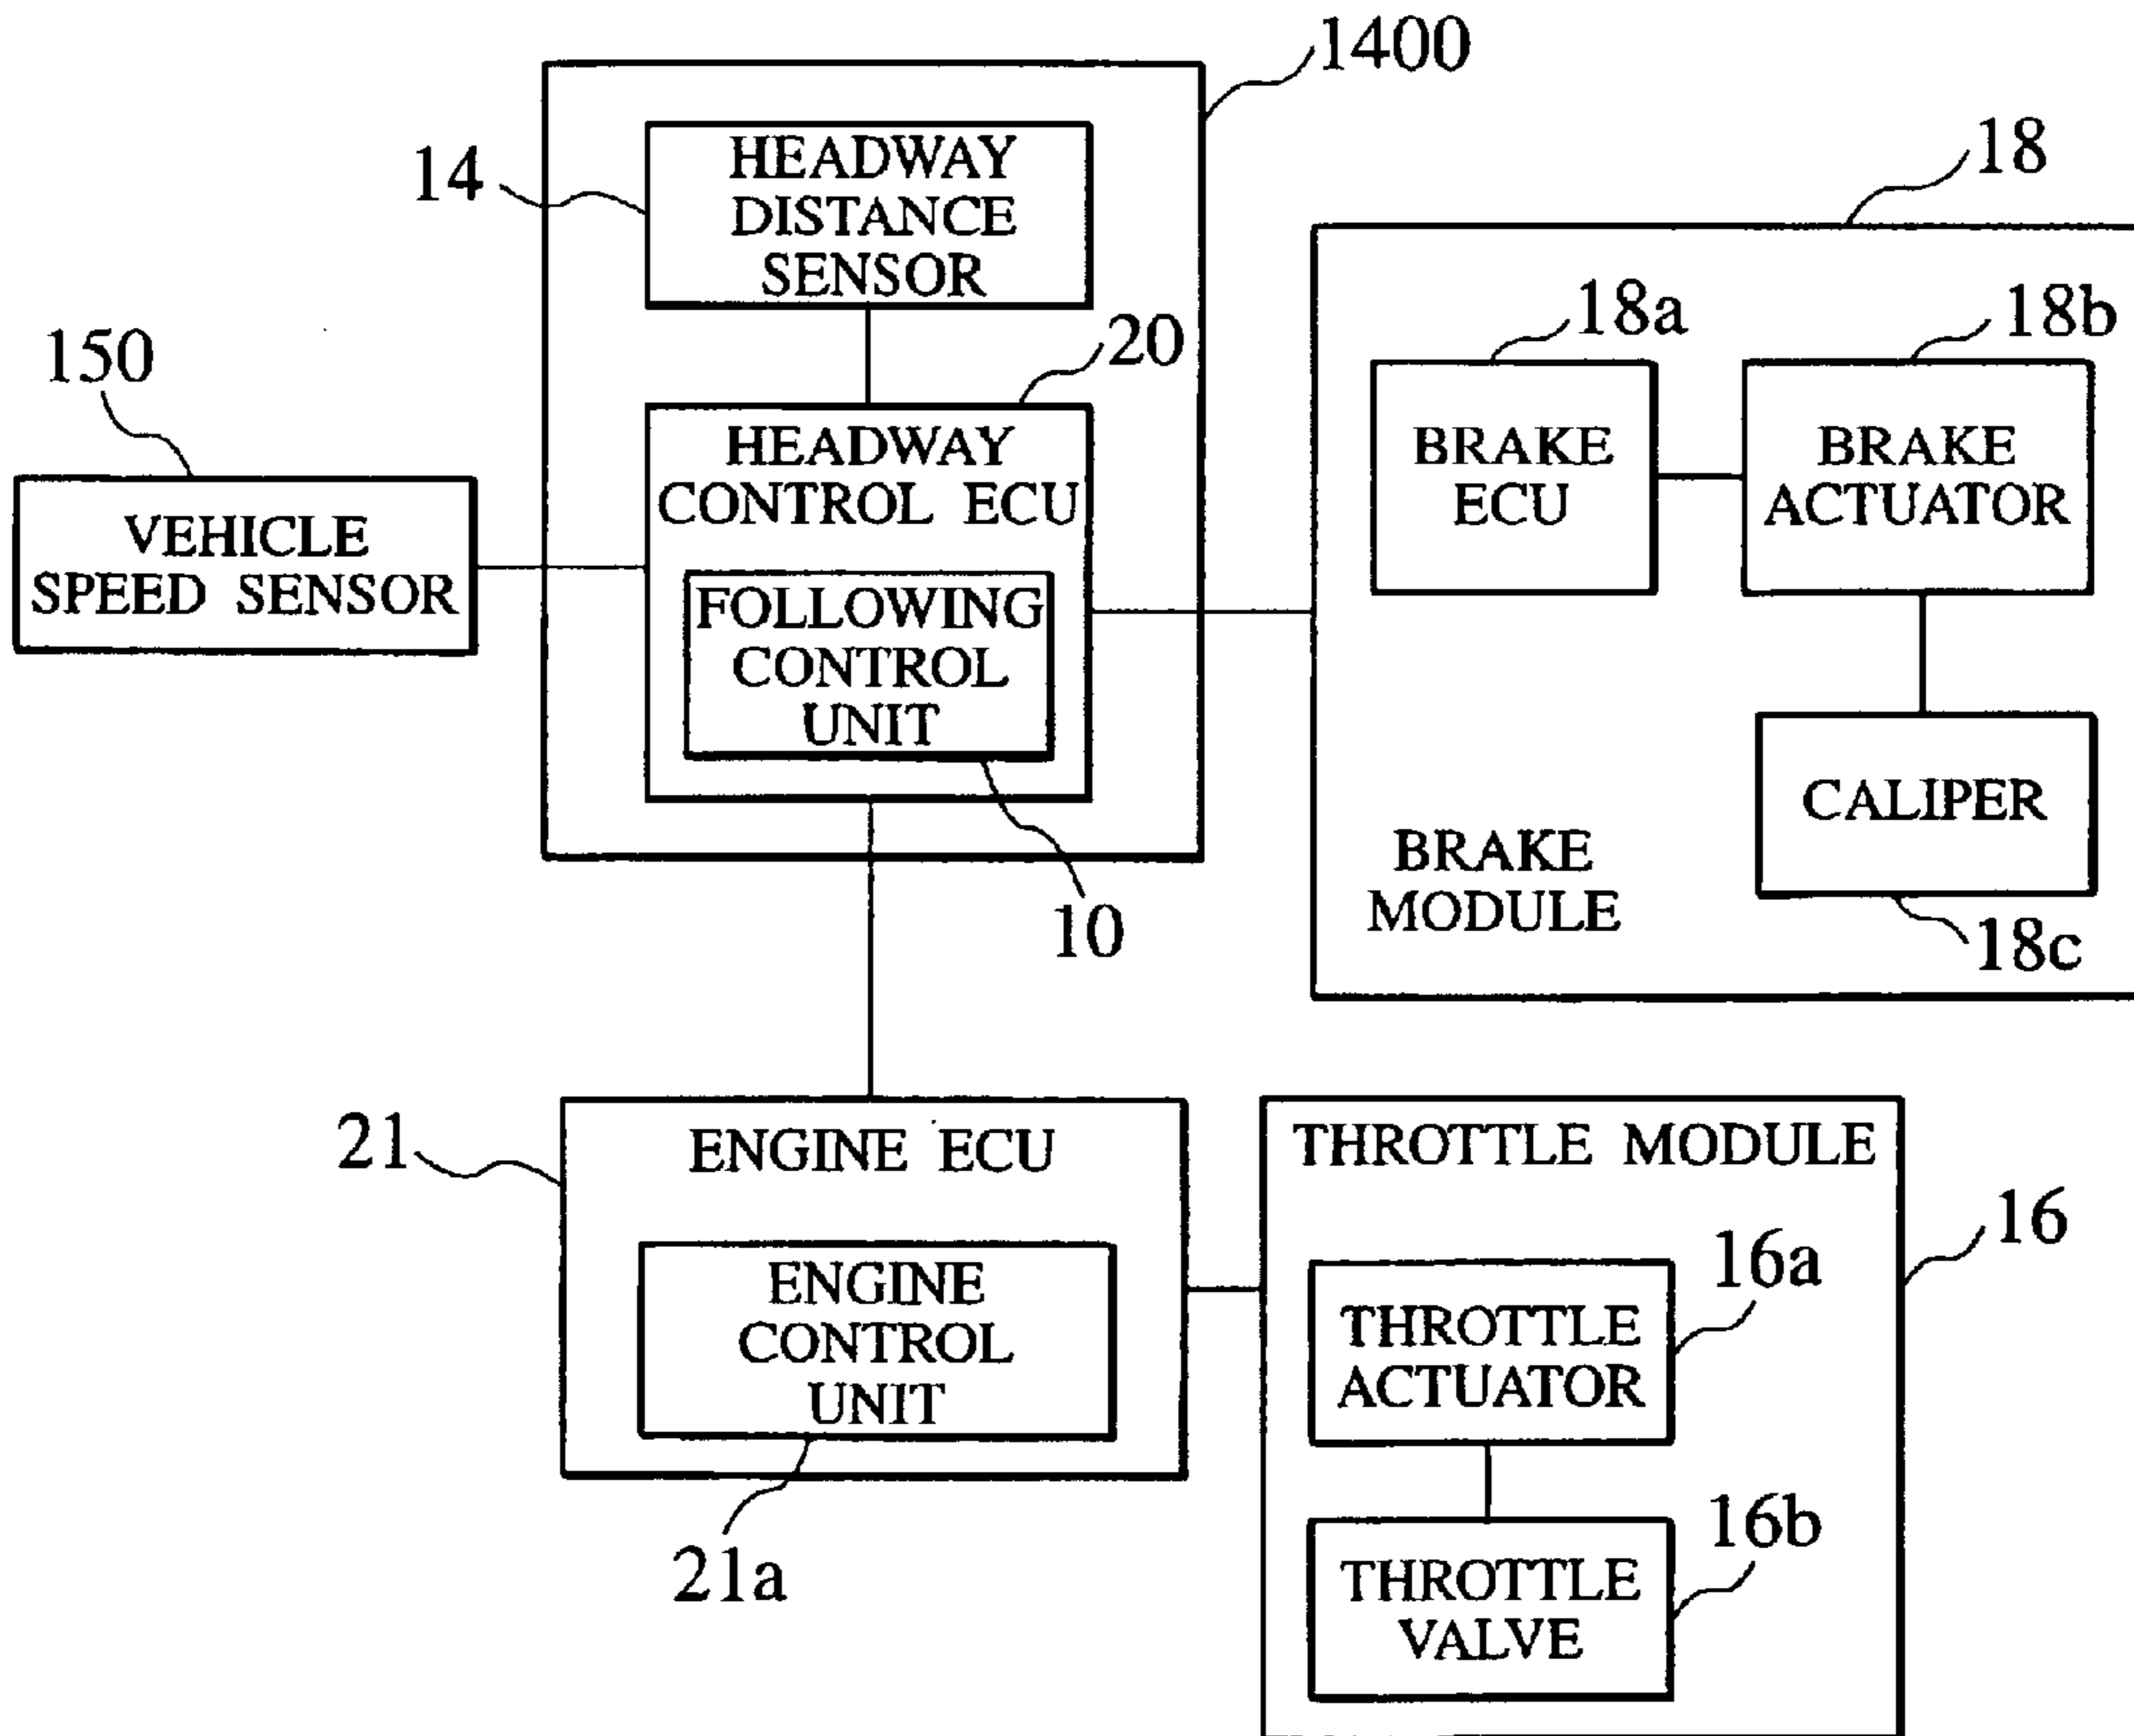 1400
14
HEADWAY
DISTANCE
SENSOR
18
18a
18b
20
150
HEADWAY
CONTROL ECU
BRAKE
ECU
BRAKE
ACTUATOR
VEHICLE
SPEED SENSOR
FOLLOWING
CONTROL
UNIT
CALIPER
BRAKE
MODULE
10
18c
21
ENGINE ECU
THROTTLE MODULE
16
16a
ENGINE
CONTROL
UNIT
THROTTLE
ACTUATOR
21a
16b
THROTTLE
VALVE